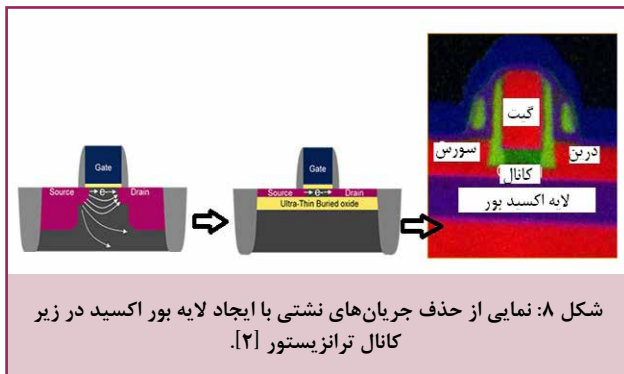 Gate
Source
e-
Drain
Gate
Source
e-
Drain
Ultra-Thin Buried oxide
گیت
سورس
درین
کانال
لایه اکسید بور
شکل ۸: نمایی از حذف جریان‌های نشتی با ایجاد لایه بور اکسید در زیر
کانال ترانزیستور [۲].